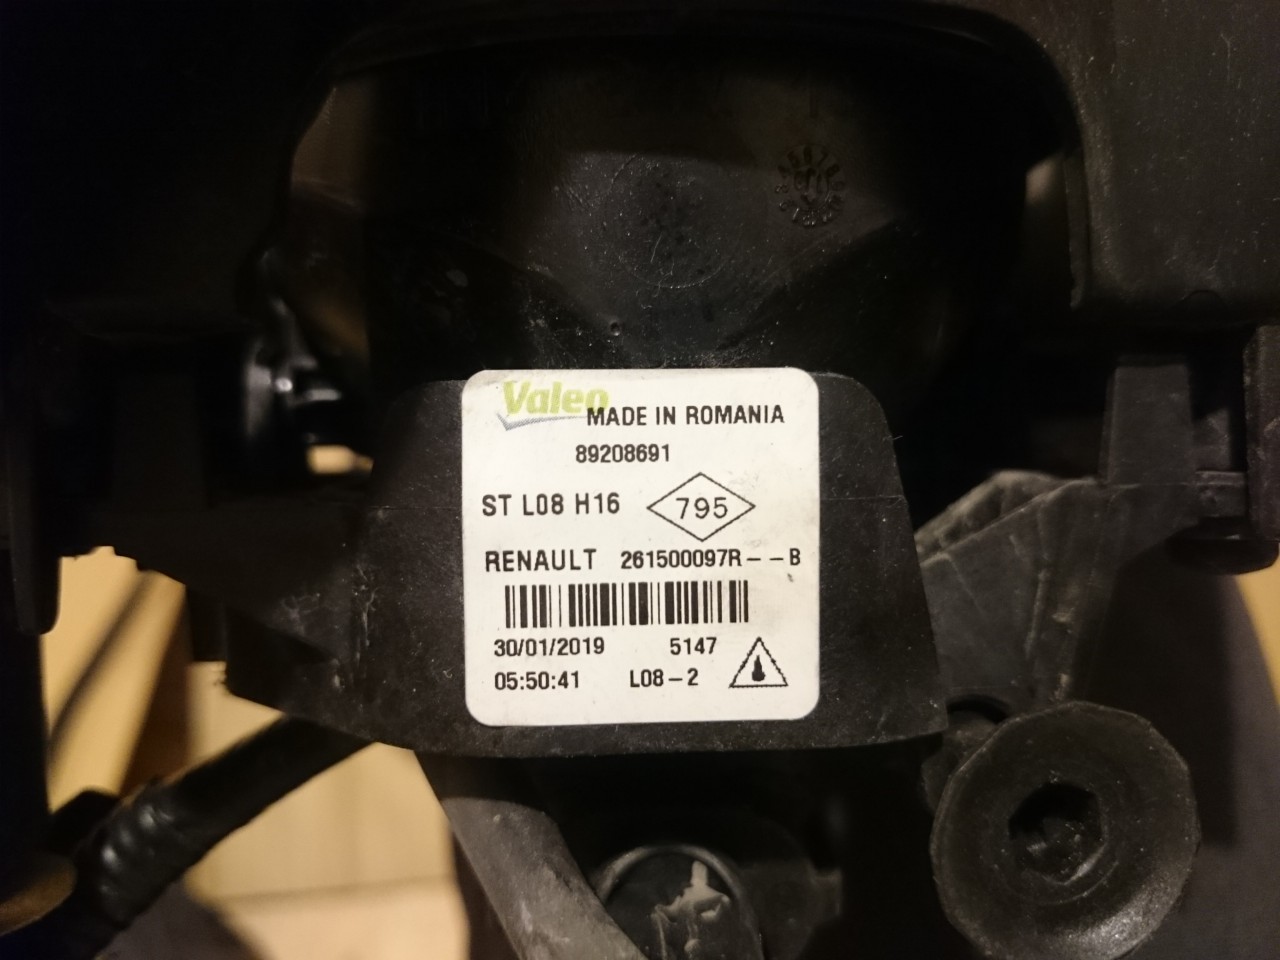 Valeo MADE IN ROMANIA
89208691
ST L08 H16 795
RENAULT 261500097R--B
30/01/2019 5147
05:50:41 L08-2